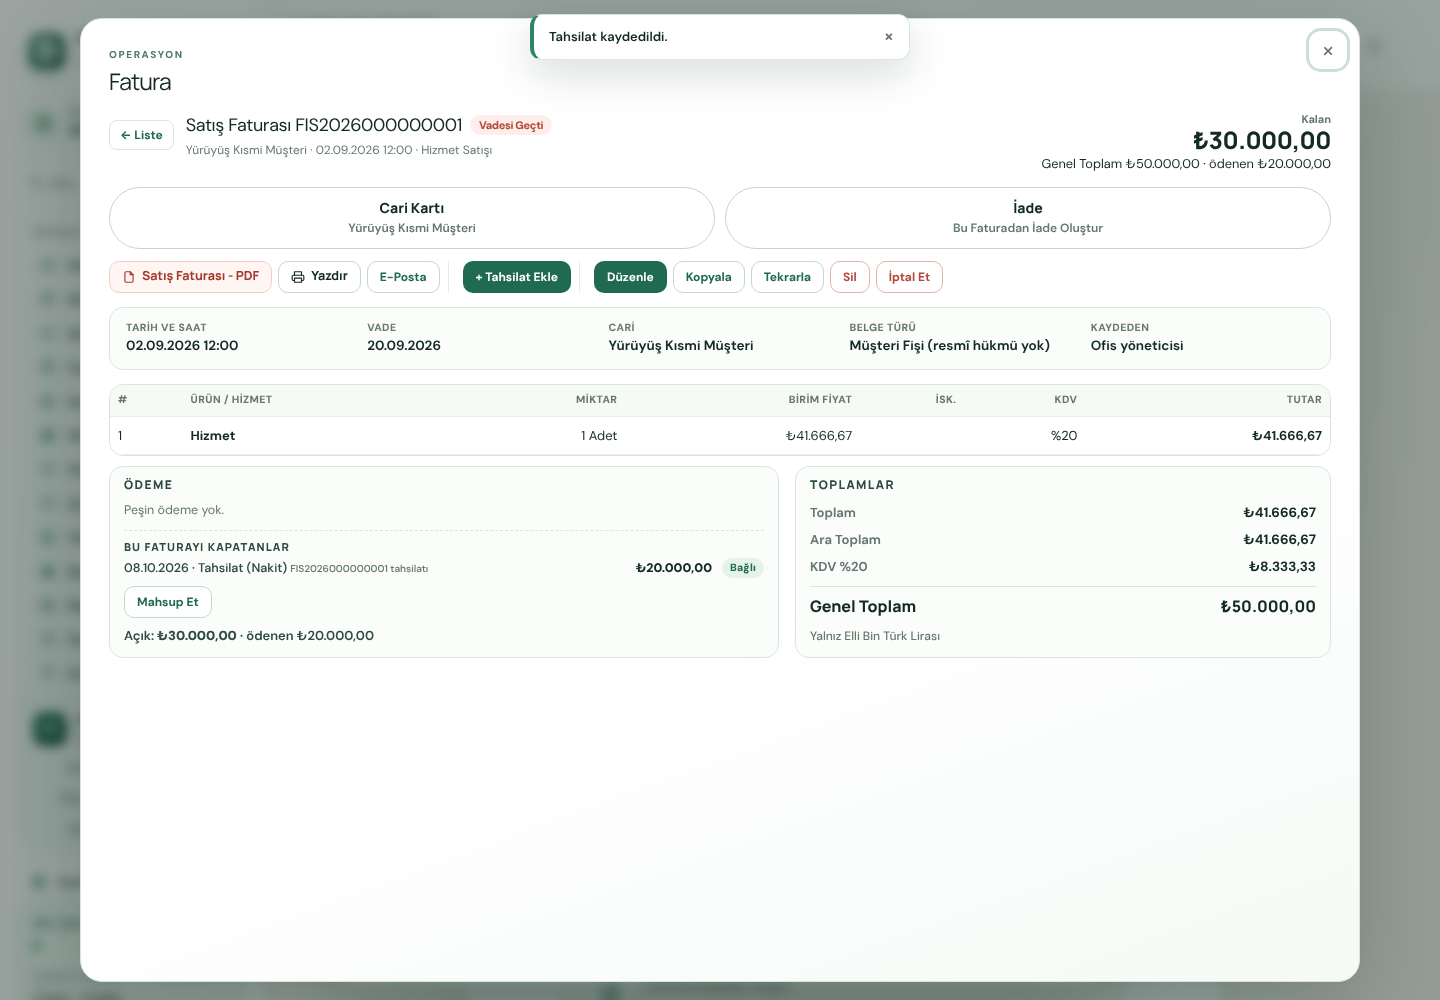 Tahsilat kaydedildi.
×
OPERASYON
Fatura
×
← Liste
Satış Faturası FIS2026000000001 Vadesi Geçti
Yürüyüş Kısmi Müşteri · 02.09.2026 12:00 · Hizmet Satışı
Kalan
₺30.000,00
Genel Toplam ₺50.000,00 · ödenen ₺20.000,00
Cari Kartı
Yürüyüş Kısmi Müşteri
İade
Bu Faturadan İade Oluştur
Satış Faturası - PDF Yazdır E-Posta + Tahsilat Ekle Düzenle Kopyala Tekrarla Sil İptal Et
TARİH VE SAAT VADE CARİ BELGE TÜRÜ KAYDEDEN
02.09.2026 12:00 20.09.2026 Yürüyüş Kısmi Müşteri Müşteri Fişi (resmî hükmü yok) Ofis yöneticisi
# ÜRÜN / HİZMET MİKTAR BİRİM FİYAT İSK. KDV TUTAR
1 Hizmet 1 Adet ₺41.666,67 %20 ₺41.666,67
ÖDEME
Peşin ödeme yok.
BU FATURAYI KAPATANLAR
08.10.2026 · Tahsilat (Nakit) FIS2026000000001 tahsilatı ₺20.000,00 Bağlı
Mahsup Et
Açık: ₺30.000,00 · ödenen ₺20.000,00
TOPLAMLAR
Toplam ₺41.666,67
Ara Toplam ₺41.666,67
KDV %20 ₺8.333,33
Genel Toplam ₺50.000,00
Yalnız Elli Bin Türk Lirası